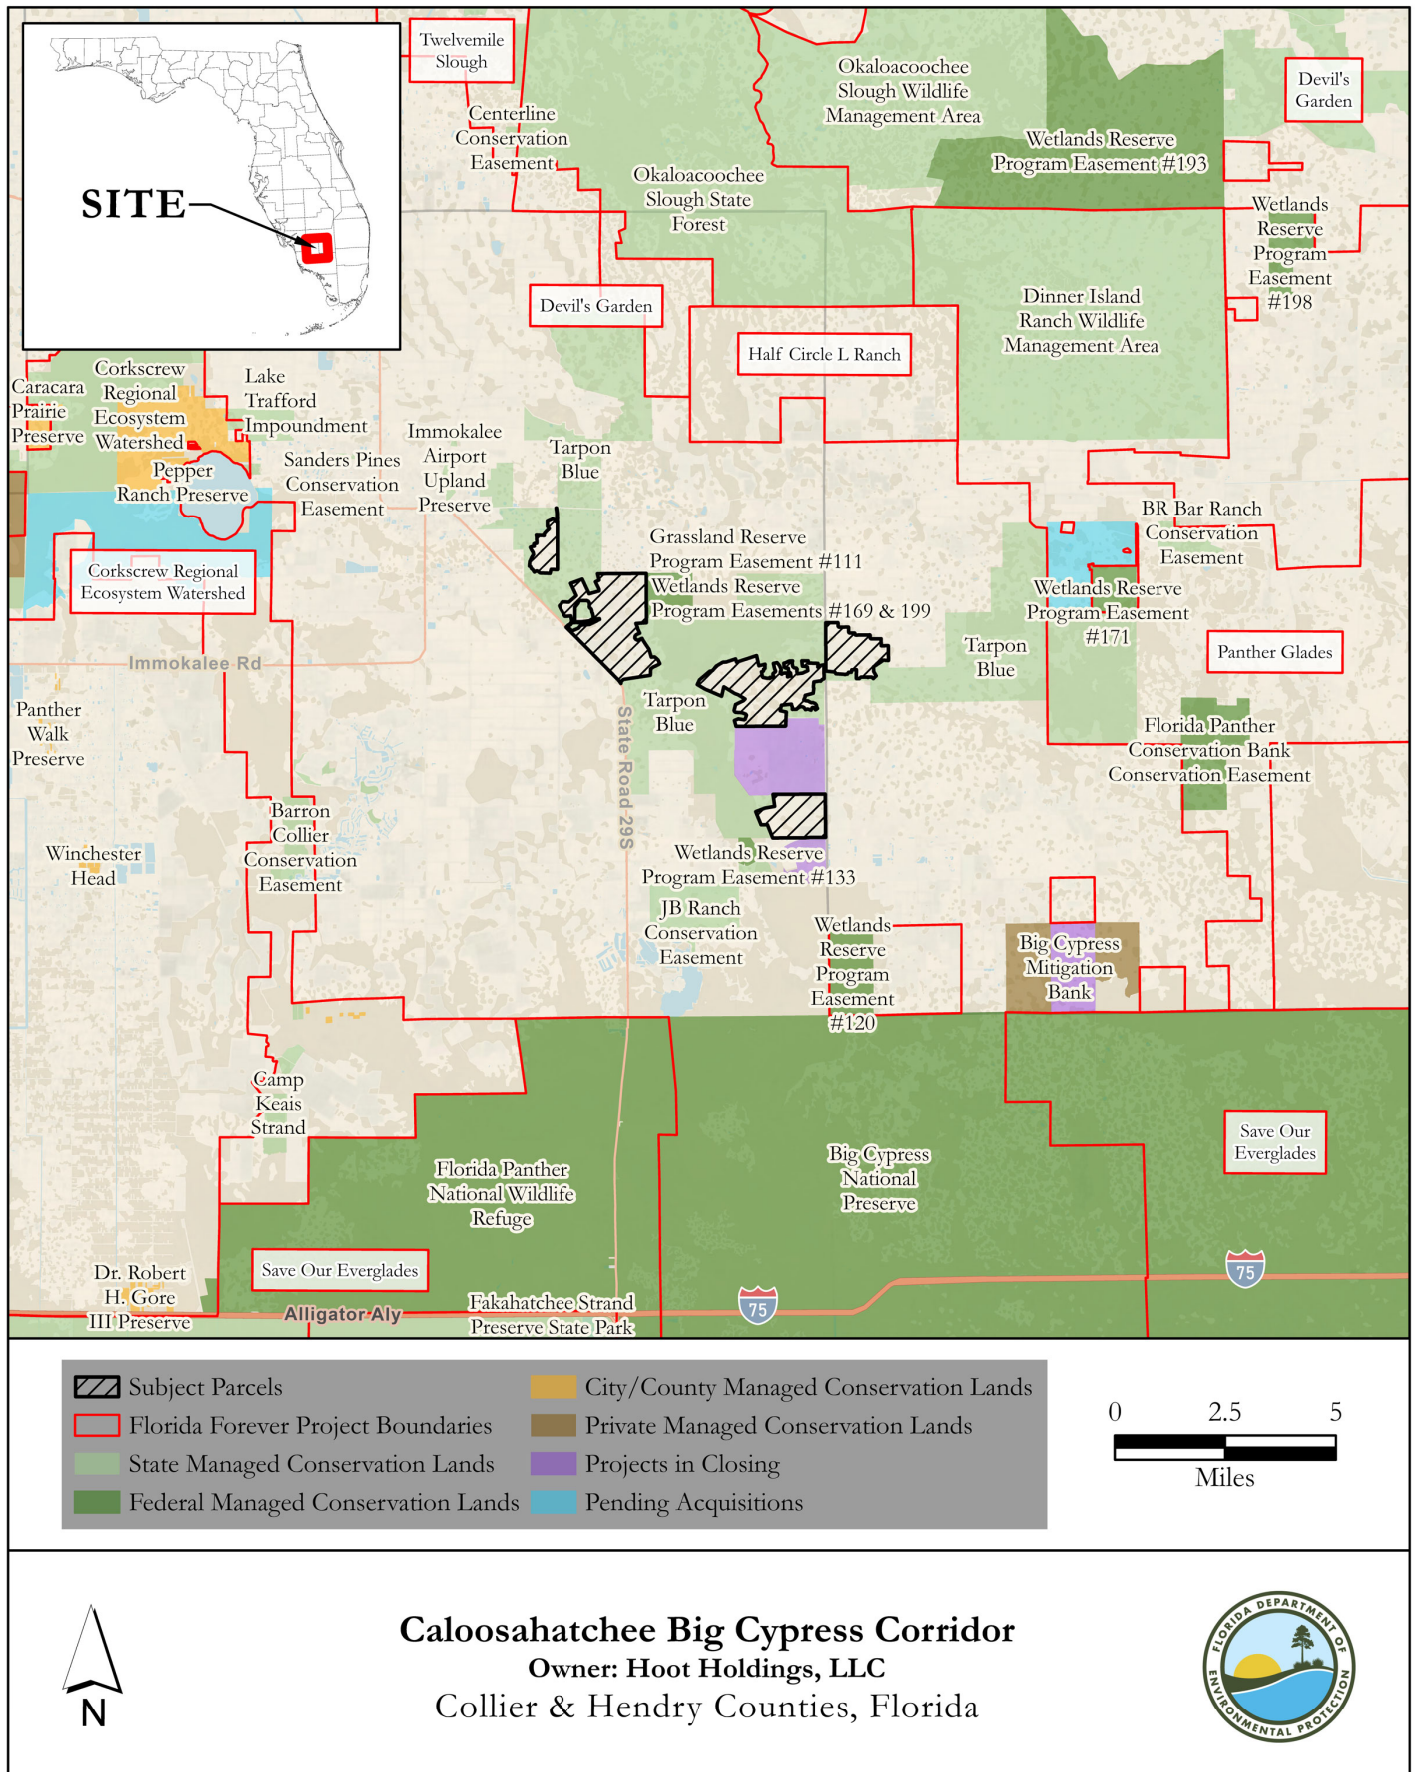 SITE
Twelvemile
Slough
Centerline
Conservation
Easement
Okaloacoochee
Slough Wildlife
Management Area
Devil's
Garden
Wetlands Reserve
Program Easement #193
Okaloacoochee
Slough State
Forest
Wetlands
Reserve
Program
Easement
#198
Devil's Garden
Dinner Island
Ranch Wildlife
Management Area
Half Circle L Ranch
Caracara
Prairie
Preserve
Corkscrew
Regional
Ecosystem
Watershed
Lake
Trafford
Impoundment
Pepper
Ranch Preserve
Sanders Pines
Conservation
Easement
Immokalee
Airport
Upland
Preserve
Tarpon
Blue
Grassland Reserve
Program Easement #111
Wetlands Reserve
Program Easements #169 & 199
BR Bar Ranch
Conservation
Easement
Corkscrew Regional
Ecosystem Watershed
Wetlands Reserve
Program Easement
#171
Immokalee Rd
Tarpon
Blue
Panther Glades
Panther
Walk
Preserve
Tarpon
Blue
State Road 29S
Florida Panther
Conservation Bank
Conservation Easement
Barron
Collier
Conservation
Easement
Winchester
Head
Wetlands Reserve
Program Easement #133
JB Ranch
Conservation
Easement
Wetlands
Reserve
Program
Easement
#120
Big Cypress
Mitigation
Bank
Camp
Keais
Strand
Florida Panther
National Wildlife
Refuge
Big Cypress
National
Preserve
Save Our
Everglades
Save Our Everglades
Dr. Robert
H. Gore
III Preserve
Alligator Aly
Fakahatchee Strand
Preserve State Park
75
75
Subject Parcels
Florida Forever Project Boundaries
State Managed Conservation Lands
Federal Managed Conservation Lands
City/County Managed Conservation Lands
Private Managed Conservation Lands
Projects in Closing
Pending Acquisitions
0 2.5 5
Miles
N
Caloosahatchee Big Cypress Corridor
Owner: Hoot Holdings, LLC
Collier & Hendry Counties, Florida
FLORIDA DEPARTMENT OF
ENVIRONMENTAL PROTECTION